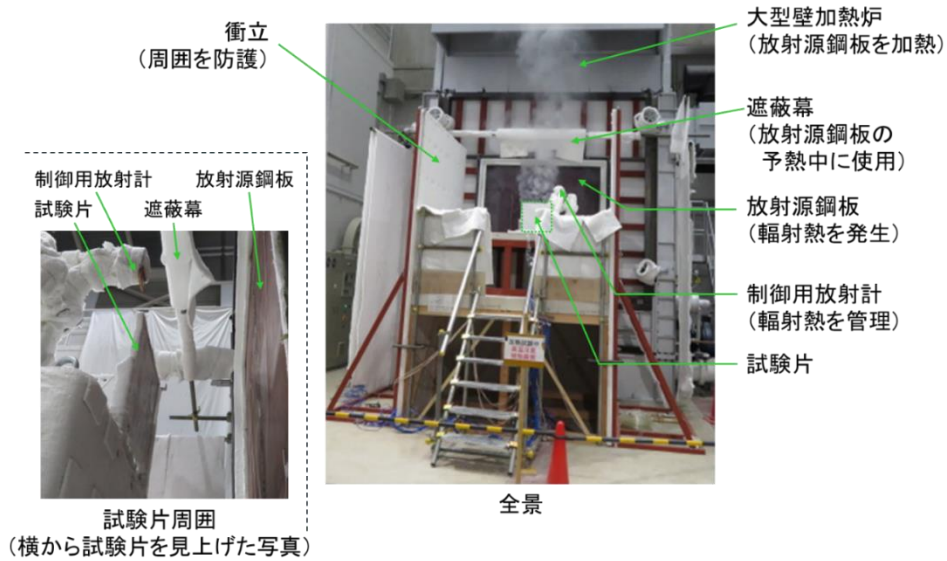 衝立
（周囲を防護）
大型壁加熱炉
（放射源鋼板を加熱）
遮蔽幕
（放射源鋼板の
予熱中に使用）
放射源鋼板
（輻射熱を発生）
制御用放射計
（輻射熱を管理）
試験片
全景
制御用放射計
放射源鋼板
試験片
遮蔽幕
試験片周囲
（横から試験片を見上げた写真）